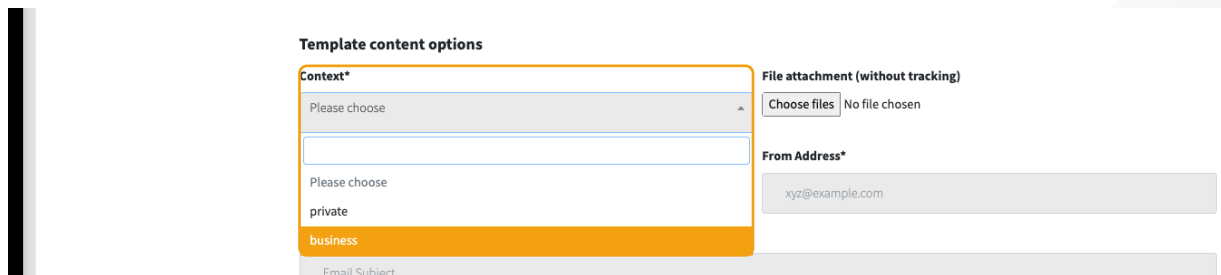 Template content options
Context*
Please choose
Please choose
private
business
File attachment (without tracking)
Choose files No file chosen
From Address*
xyz@example.com
Email Subject